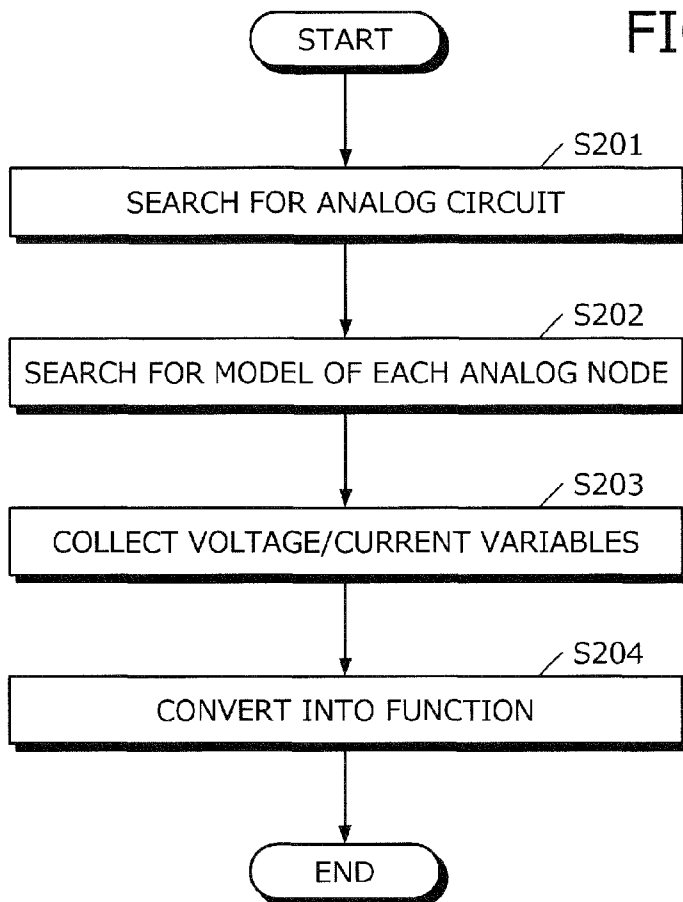 START
S201
SEARCH FOR ANALOG CIRCUIT
S202
SEARCH FOR MODEL OF EACH ANALOG NODE
S203
COLLECT VOLTAGE/CURRENT VARIABLES
S204
CONVERT INTO FUNCTION
END